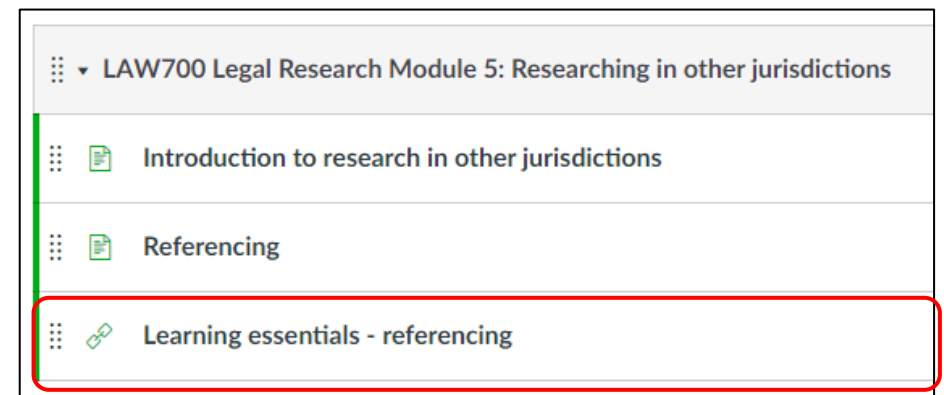 LAW700 Legal Research Module 5: Researching in other jurisdictions
Introduction to research in other jurisdictions
Referencing
Learning essentials - referencing